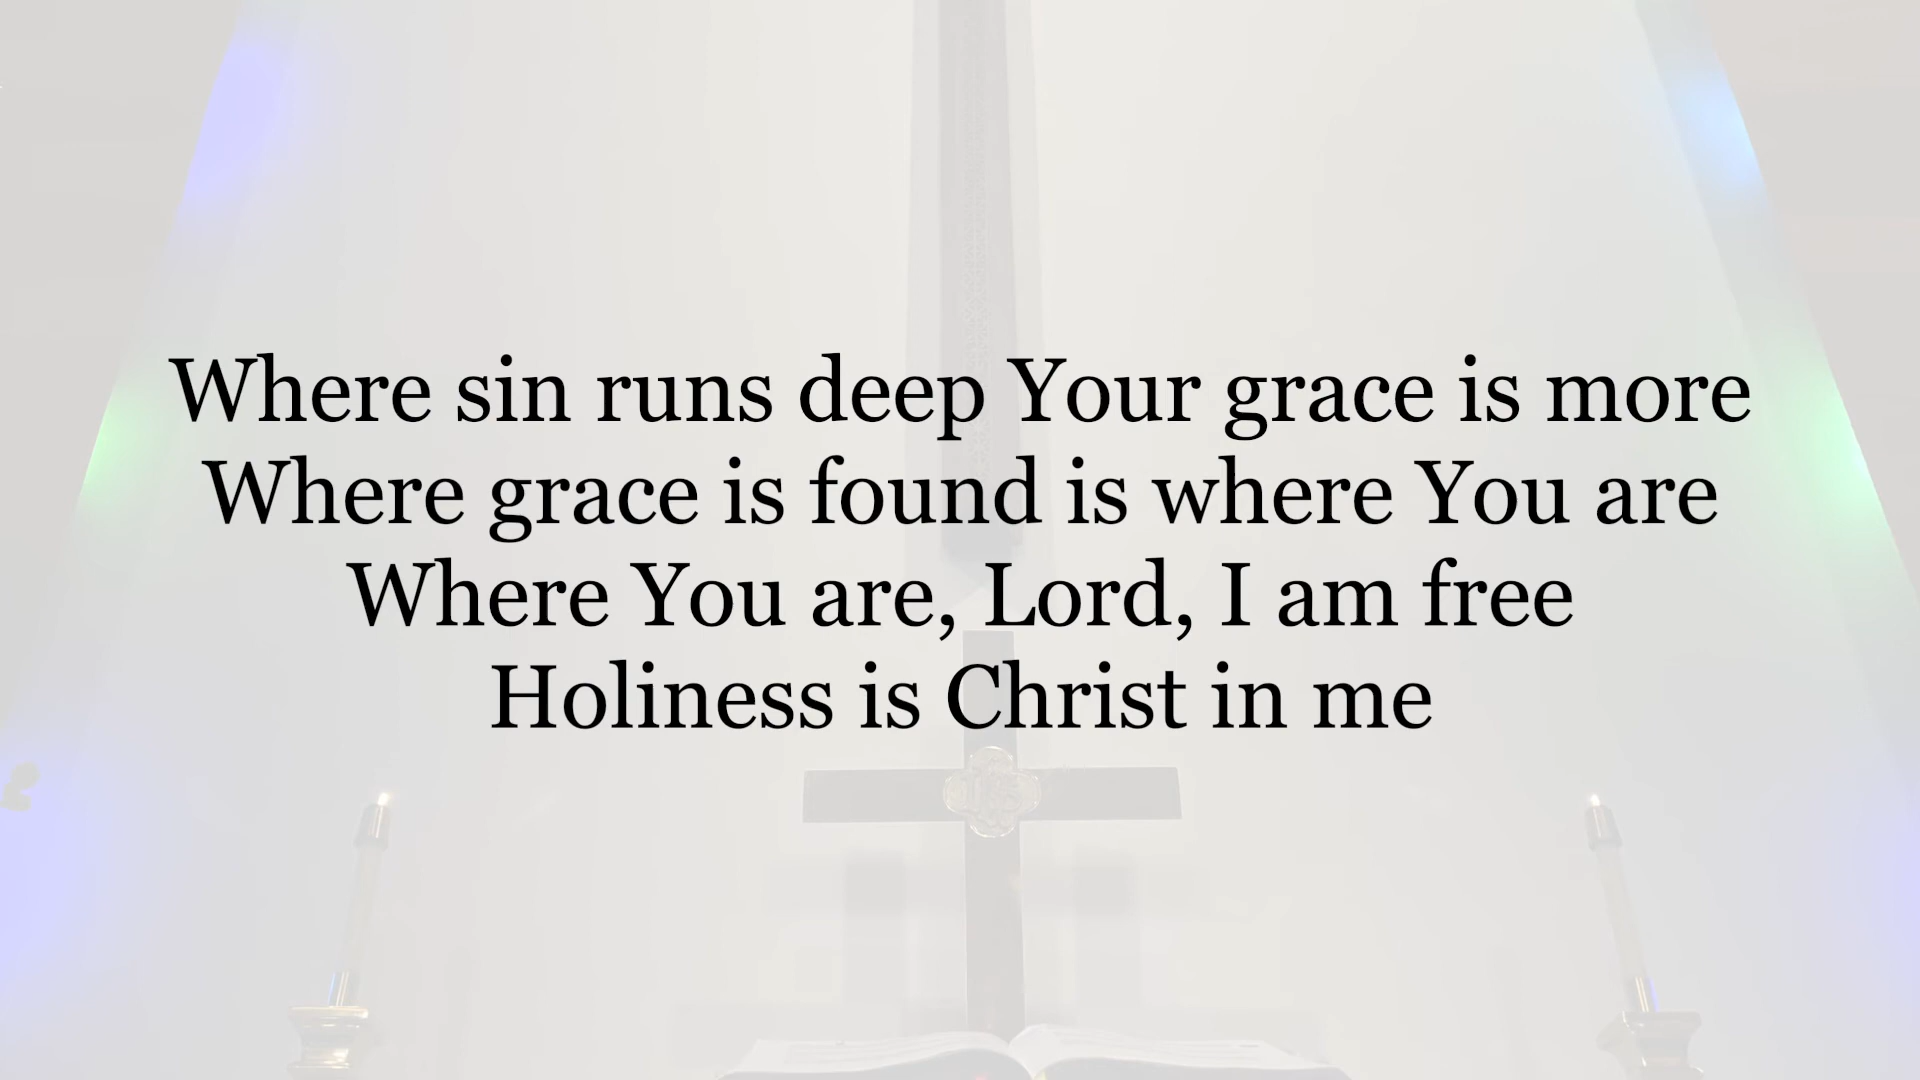 Where sin runs deep Your grace is more
Where grace is found is where You are
Where You are, Lord, I am free
Holiness is Christ in me